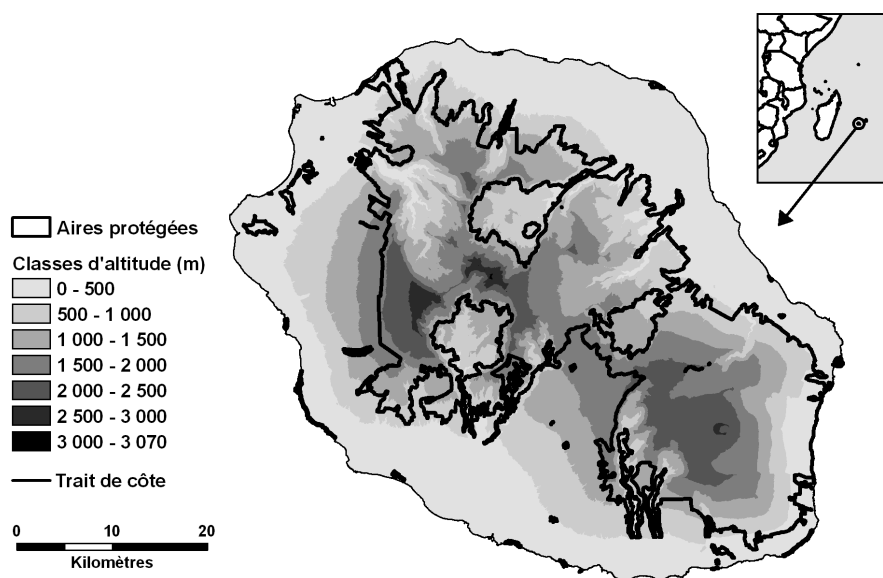 Aires protégées
Classes d'altitude (m)
0 - 500
500 - 1 000
1 000 - 1 500
1 500 - 2 000
2 000 - 2 500
2 500 - 3 000
3 000 - 3 070
Trait de côte
0 10 20
Kilomètres